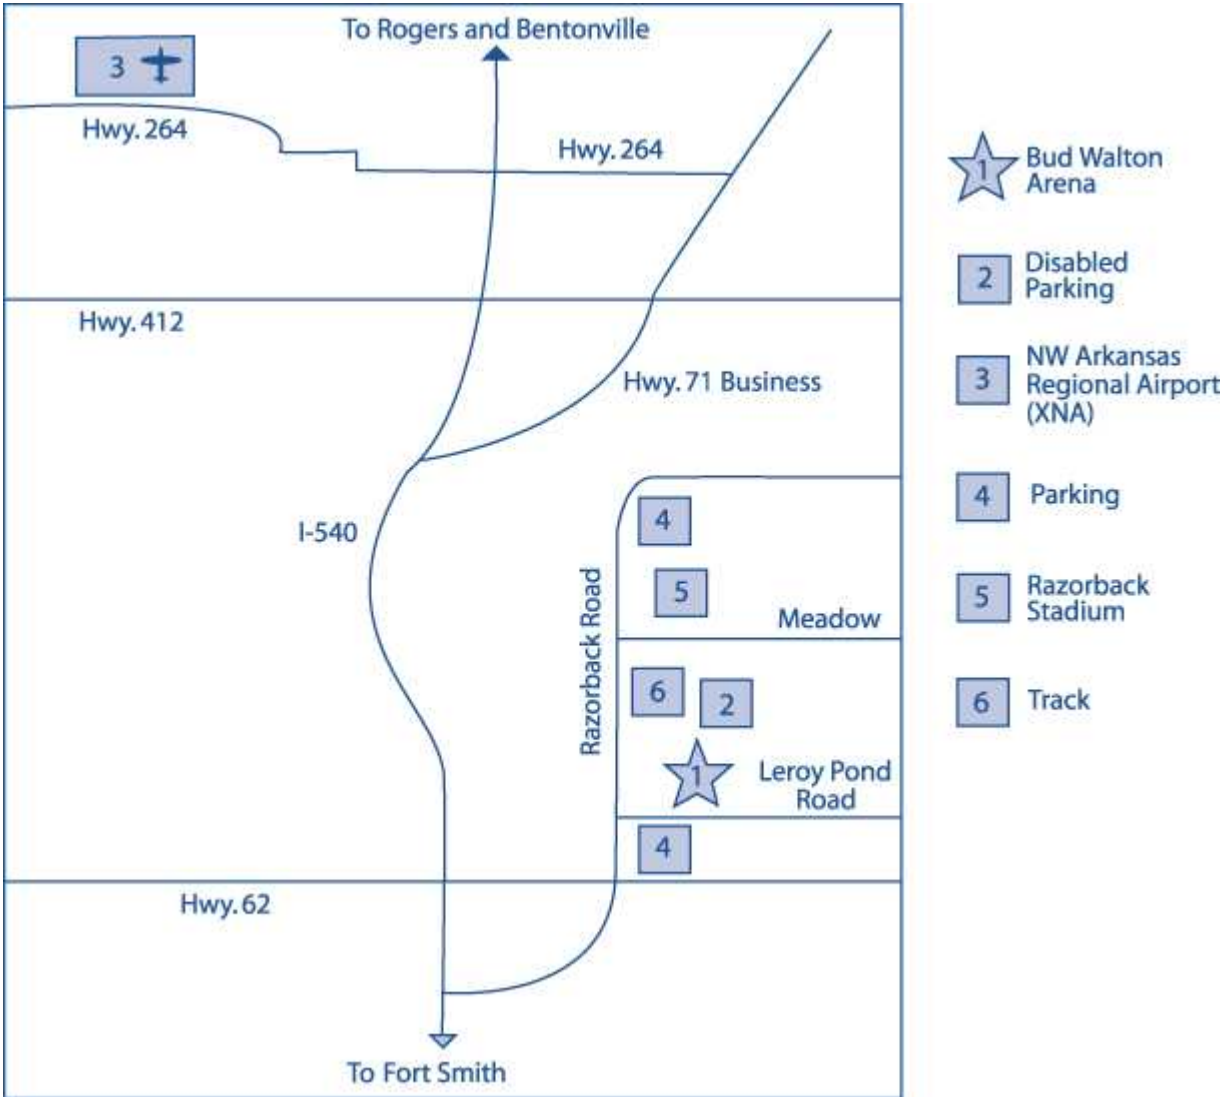 To Rogers and Bentonville
3
Hwy. 264
Hwy. 264
Hwy. 412
Hwy. 71 Business
I-540
4
5
Razorback Road
Meadow
6
2
1
Leroy Pond
Road
4
Hwy. 62
To Fort Smith
1
Bud Walton
Arena
2
Disabled
Parking
3
NW Arkansas
Regional Airport
(XNA)
4
Parking
5
Razorback
Stadium
6
Track